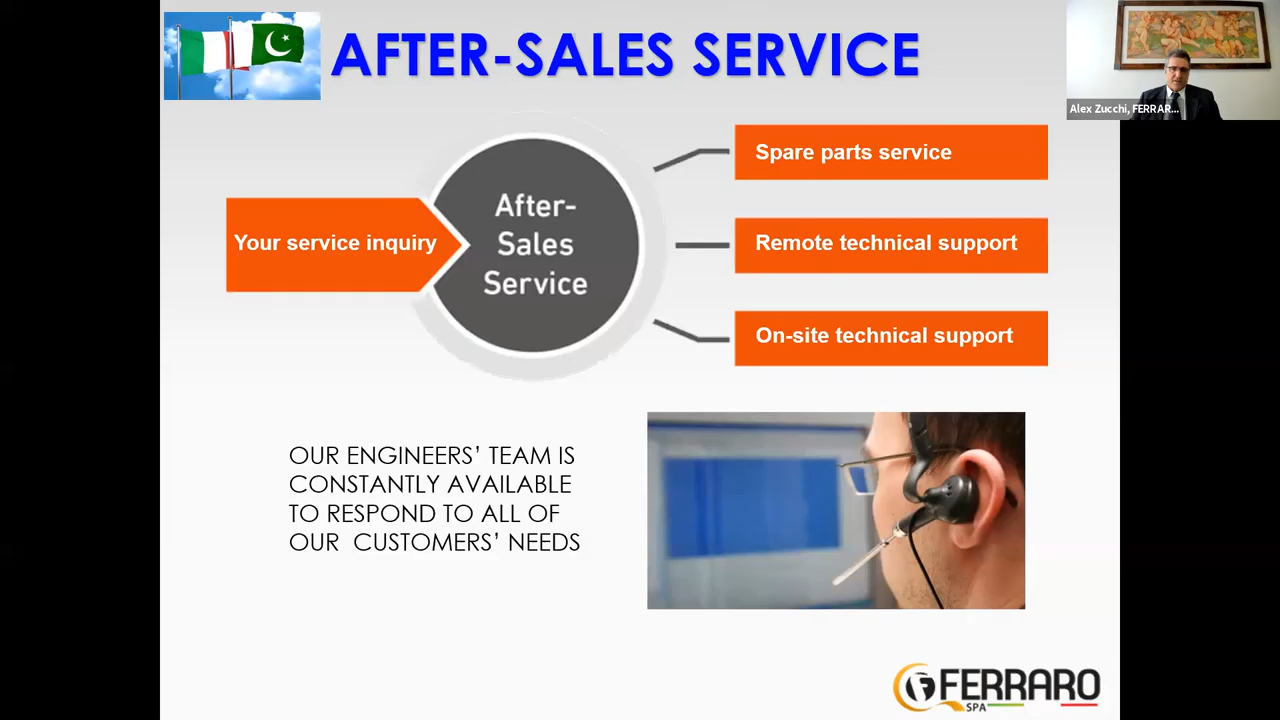 AFTER-SALES SERVICE
Alex Zucchi, FERRAR...
Your service inquiry
After-
Sales
Service
Spare parts service
Remote technical support
On-site technical support
OUR ENGINEERS’ TEAM IS
CONSTANTLY AVAILABLE
TO RESPOND TO ALL OF
OUR  CUSTOMERS’ NEEDS
FERRARO
SPA